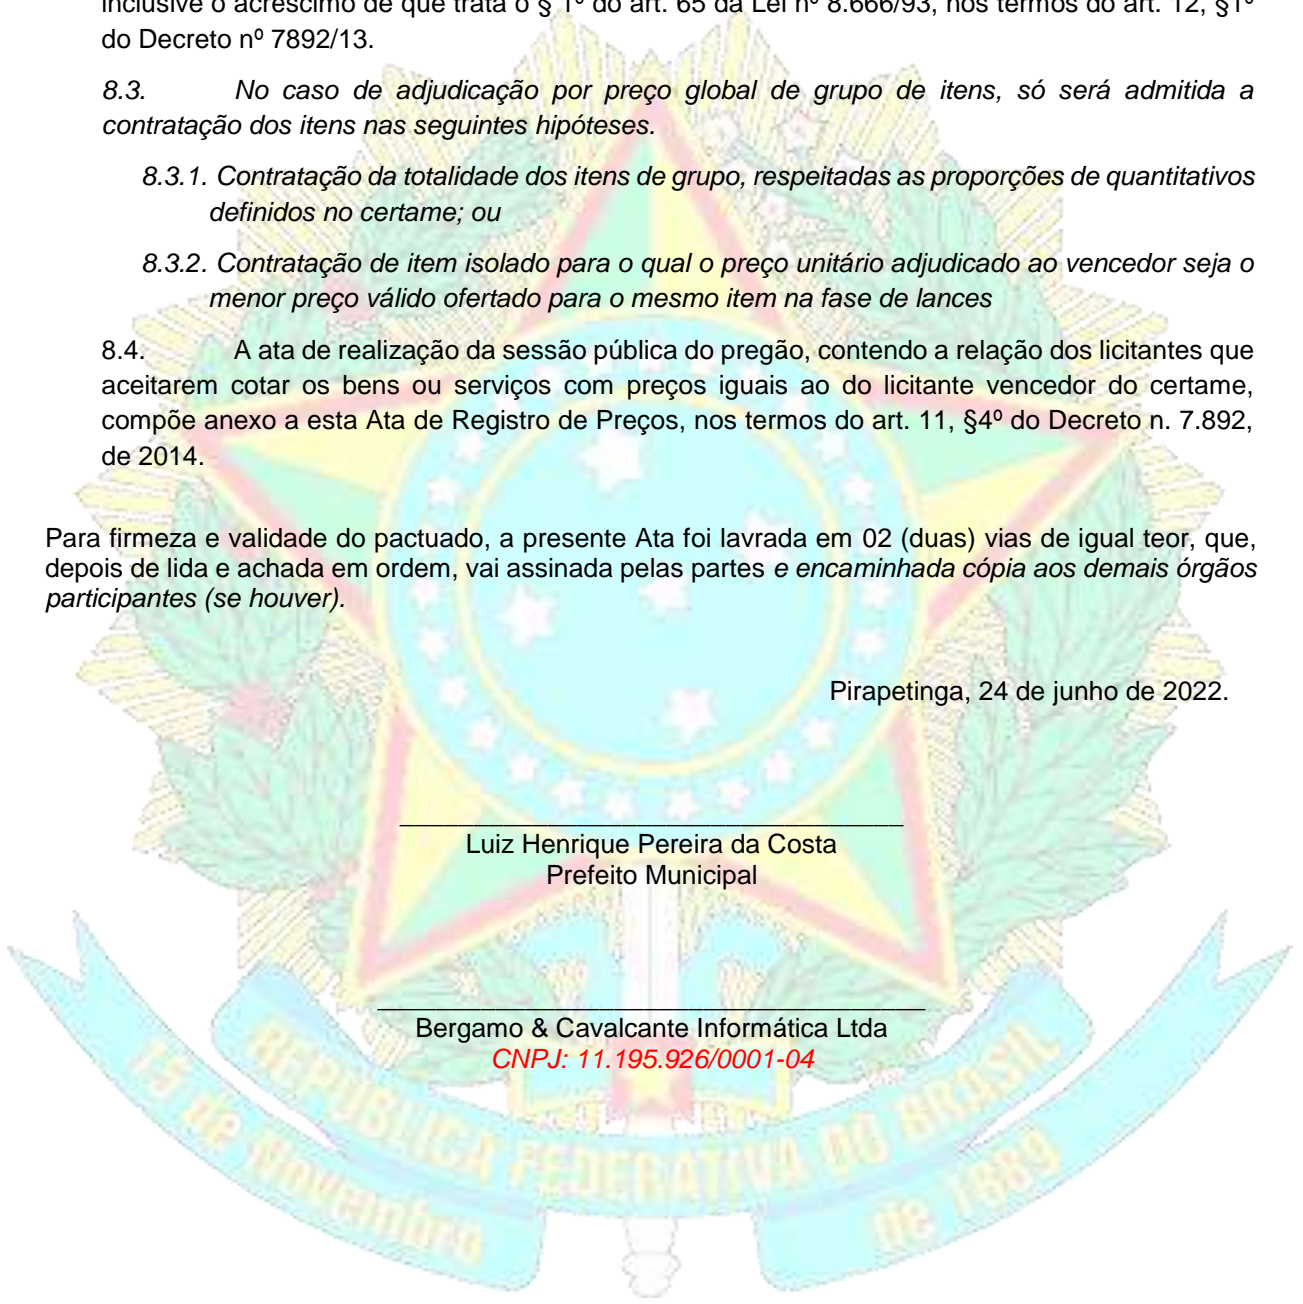 inclusive o acréscimo de que trata o § 1º do art. 65 da Lei nº 8.666/93, nos termos do art. 12, §1º
do Decreto nº 7892/13.
8.3. No caso de adjudicação por preço global de grupo de itens, só será admitida a
contratação dos itens nas seguintes hipóteses.
8.3.1. Contratação da totalidade dos itens de grupo, respeitadas as proporções de quantitativos
definidos no certame; ou
8.3.2. Contratação de item isolado para o qual o preço unitário adjudicado ao vencedor seja o
menor preço válido ofertado para o mesmo item na fase de lances
8.4. A ata de realização da sessão pública do pregão, contendo a relação dos licitantes que
aceitarem cotar os bens ou serviços com preços iguais ao do licitante vencedor do certame,
compõe anexo a esta Ata de Registro de Preços, nos termos do art. 11, §4º do Decreto n. 7.892,
de 2014.
Para firmeza e validade do pactuado, a presente Ata foi lavrada em 02 (duas) vias de igual teor, que,
depois de lida e achada em ordem, vai assinada pelas partes e encaminhada cópia aos demais órgãos
participantes (se houver).
Pirapetinga, 24 de junho de 2022.
Luiz Henrique Pereira da Costa
Prefeito Municipal
Bergamo & Cavalcante Informática Ltda
CNPJ: 11.195.926/0001-04
REPÚBLICA FEDERATIVA DO BRASIL
15 de Novembro
de 1889